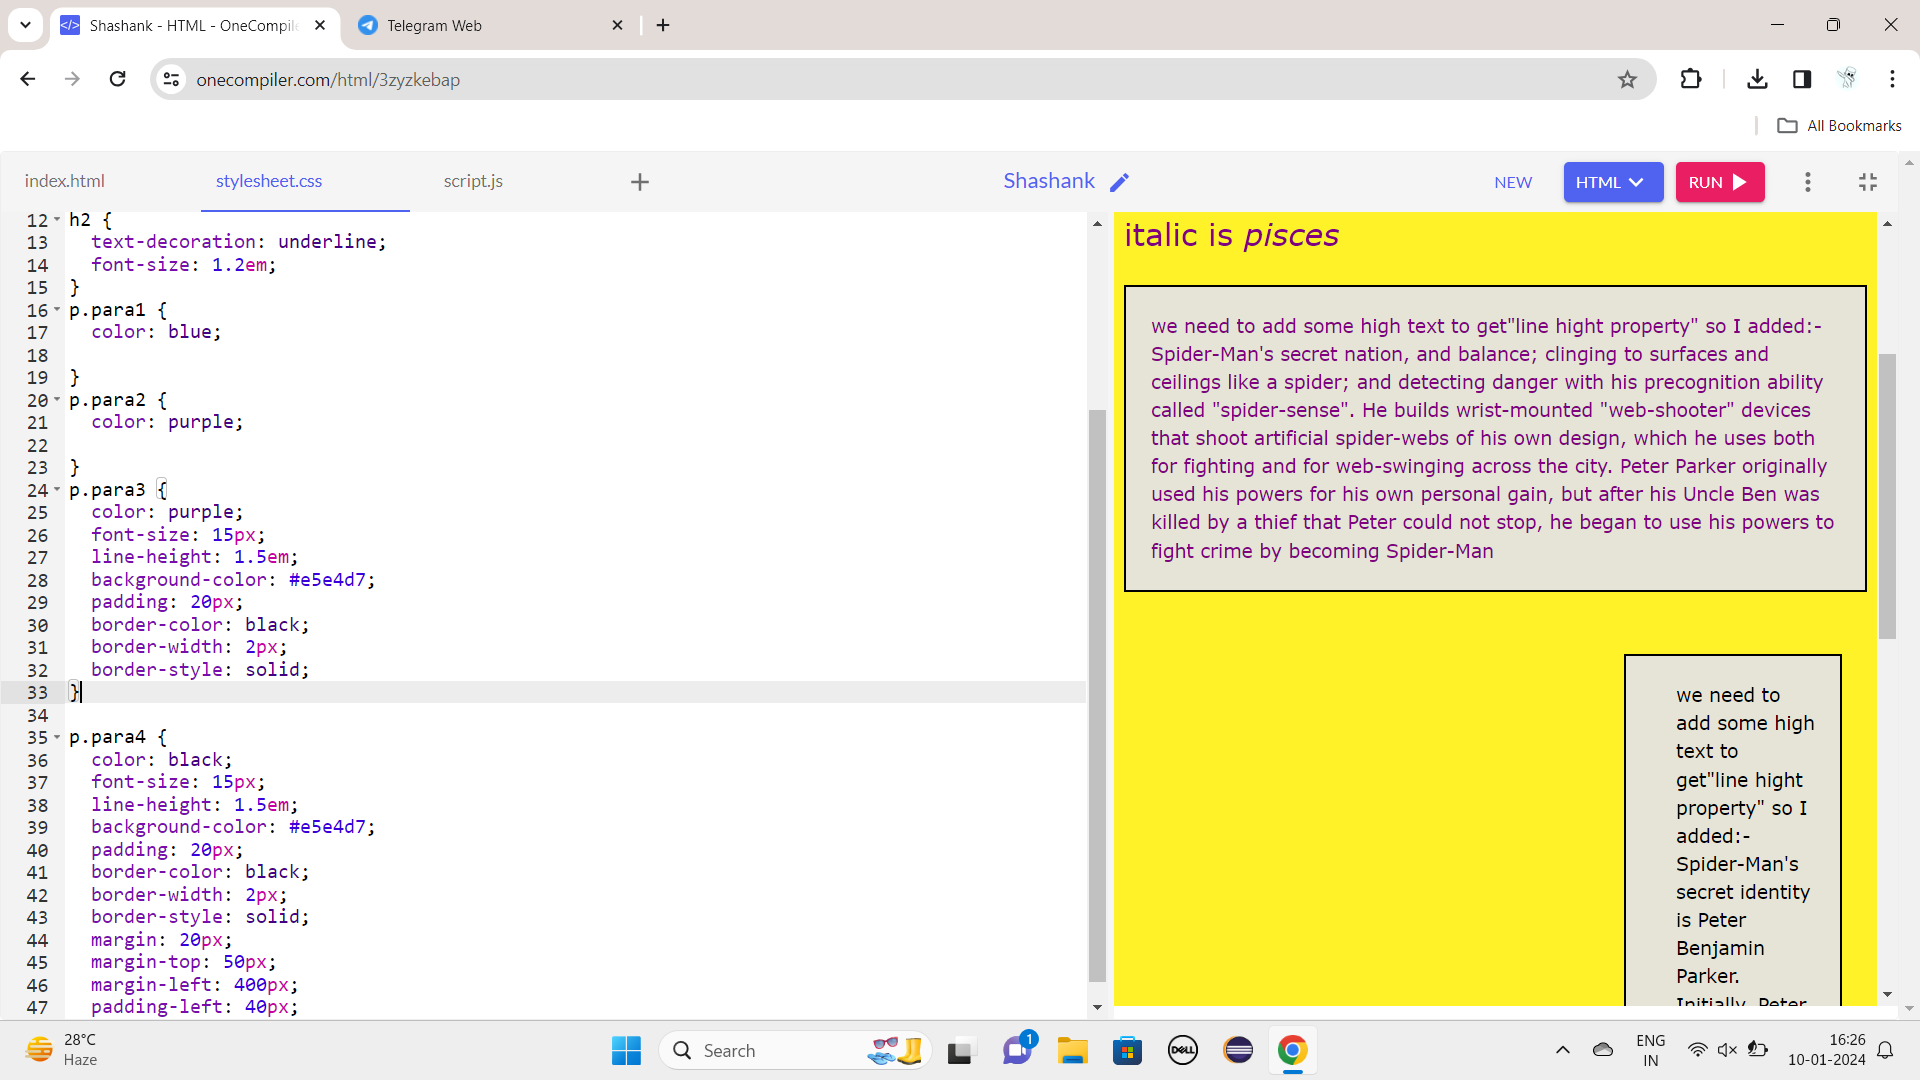 Shashank - HTML - OneCompile
Telegram Web
onecompiler.com/html/3zyzkebap
All Bookmarks
index.html
stylesheet.css
script.js
Shashank
NEW
HTML
RUN
12 h2 {
13 text-decoration: underline;
14 font-size: 1.2em;
15 }
16 p.para1 {
17 color: blue;
18
19 }
20 p.para2 {
21 color: purple;
22
23 }
24 p.para3 {
25 color: purple;
26 font-size: 15px;
27 line-height: 1.5em;
28 background-color: #e5e4d7;
29 padding: 20px;
30 border-color: black;
31 border-width: 2px;
32 border-style: solid;
33 }
34
35 p.para4 {
36 color: black;
37 font-size: 15px;
38 line-height: 1.5em;
39 background-color: #e5e4d7;
40 padding: 20px;
41 border-color: black;
42 border-width: 2px;
43 border-style: solid;
44 margin: 20px;
45 margin-top: 50px;
46 margin-left: 400px;
47 padding-left: 40px;
italic is pisces
we need to add some high text to get"line hight property" so I added:-
Spider-Man's secret nation, and balance; clinging to surfaces and
ceilings like a spider; and detecting danger with his precognition ability
called "spider-sense". He builds wrist-mounted "web-shooter" devices
that shoot artificial spider-webs of his own design, which he uses both
for fighting and for web-swinging across the city. Peter Parker originally
used his powers for his own personal gain, but after his Uncle Ben was
killed by a thief that Peter could not stop, he began to use his powers to
fight crime by becoming Spider-Man
we need to
add some high
text to
get"line hight
property" so I
added:-
Spider-Man's
secret identity
is Peter
Benjamin
Parker.
Initially, Peter
28°C
Haze
Search
1
DELL
ENG
IN
16:26
10-01-2024